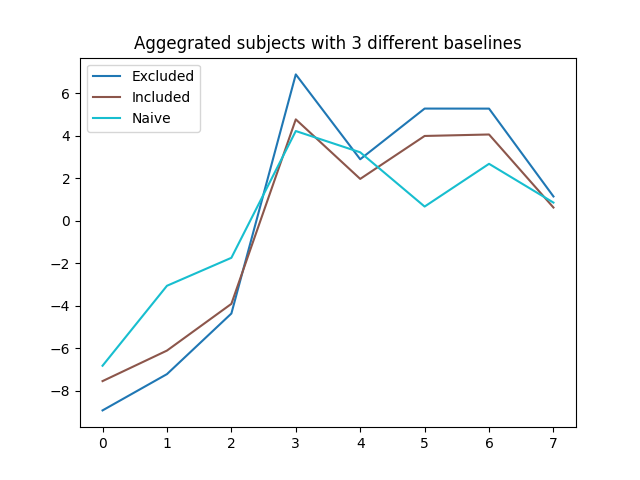 Aggegrated subjects with 3 different baselines
Excluded
Included
Naive
6
4
2
0
−2
−4
−6
−8
0 1 2 3 4 5 6 7